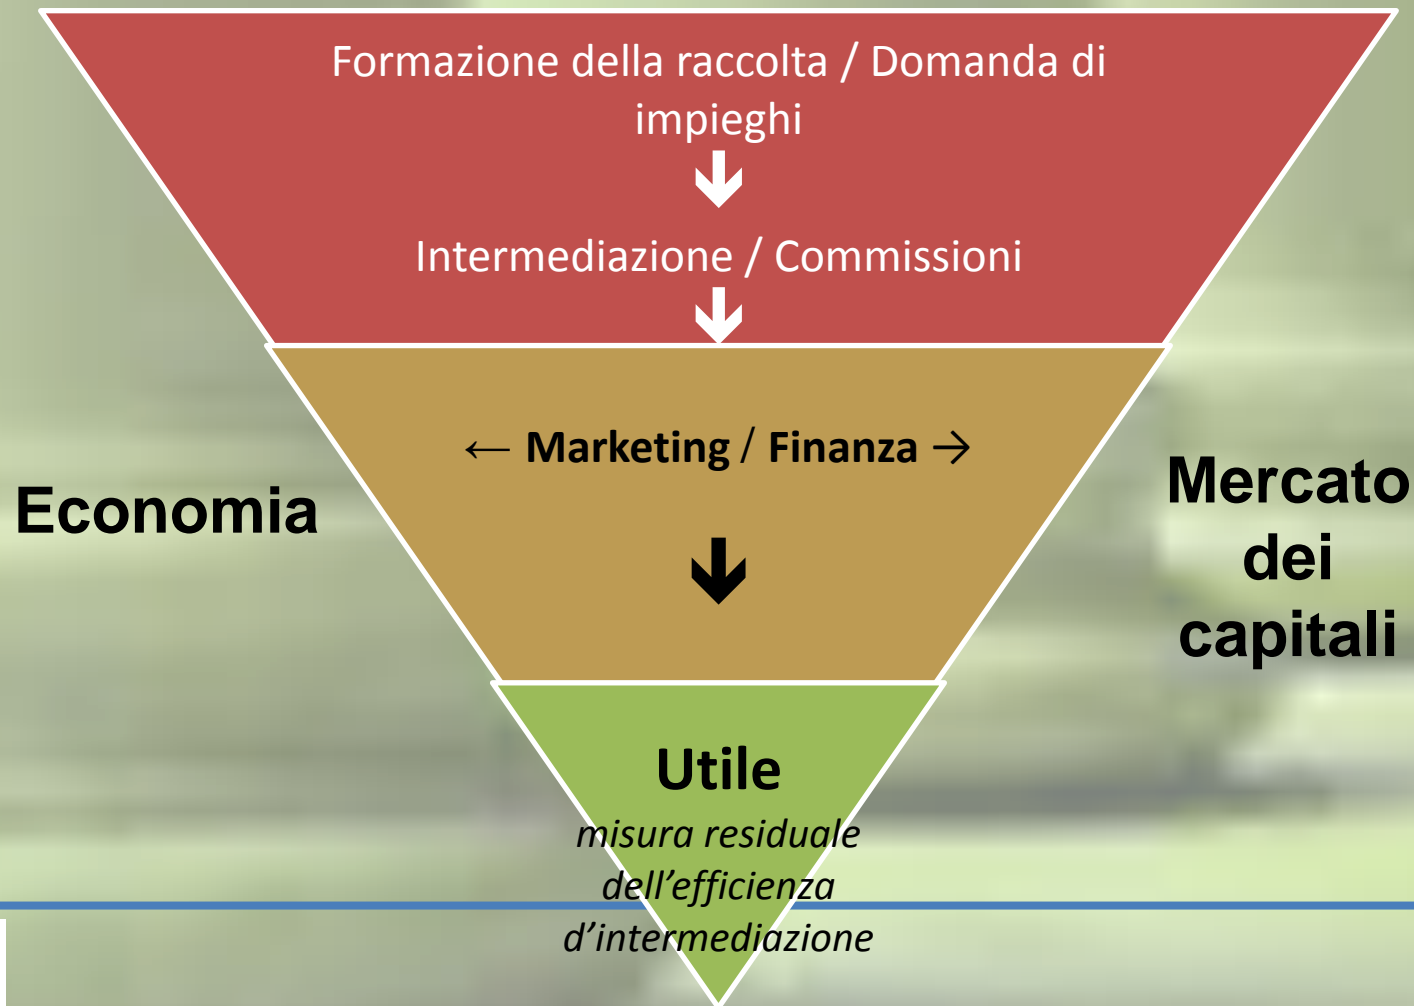 Formazione della raccolta / Domanda di
impieghi
🡫
Intermediazione / Commissioni
🡫
← Marketing / Finanza →
🡫
Economia
Mercato
dei
capitali
Utile
misura residuale
dell’efficienza
d’intermediazione